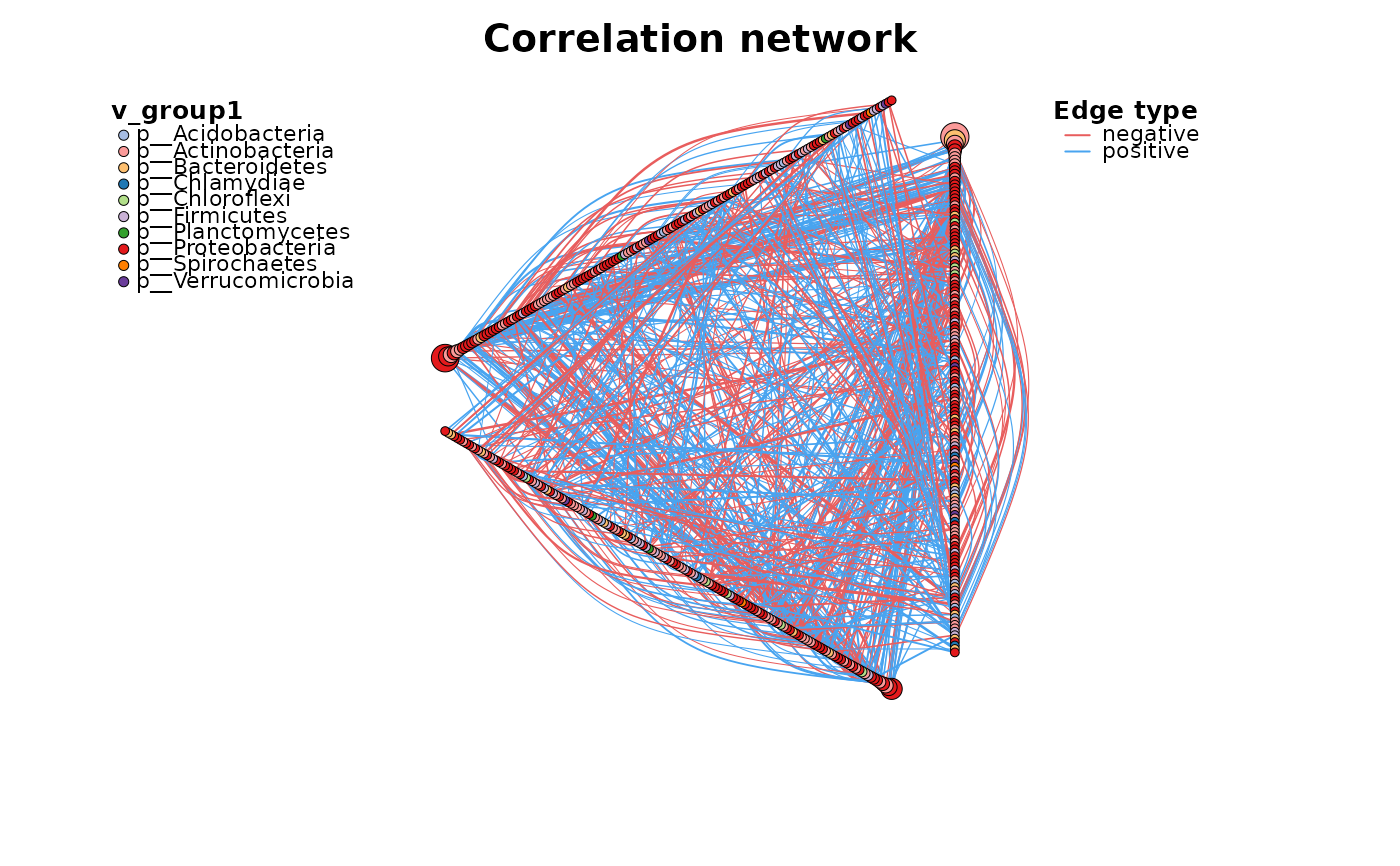 Correlation network
v_group1
p__Acidobacteria
p__Actinobacteria
p__Bacteroidetes
p__Chlamydiae
p__Chloroflexi
p__Firmicutes
p__Planctomycetes
p__Proteobacteria
p__Spirochaetes
p__Verrucomicrobia
Edge type
negative
positive